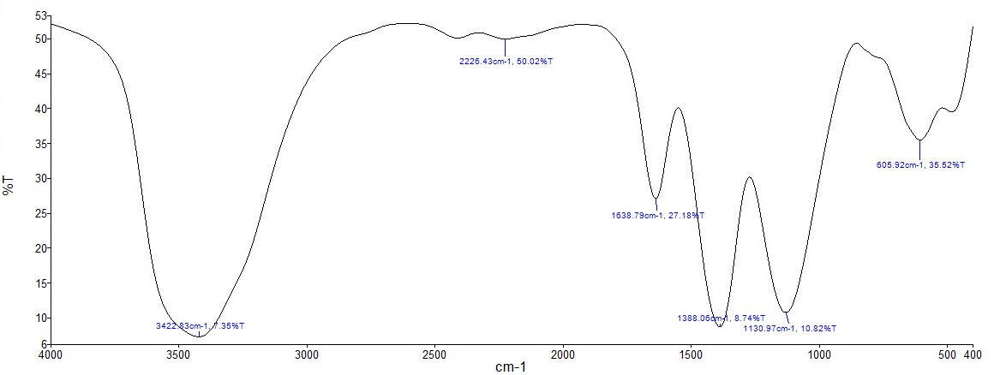 53
50
2226.43cm-1, 50.02%T
45
40
35
605.92cm-1, 35.52%T
30
%T
1638.79cm-1, 27.18%T
25
20
15
1388.06cm-1, 8.74%T
10
3422.83cm-1, 7.35%T
1130.97cm-1, 10.82%T
6
4000 3500 3000 2500 2000 1500 1000 500 400
cm-1